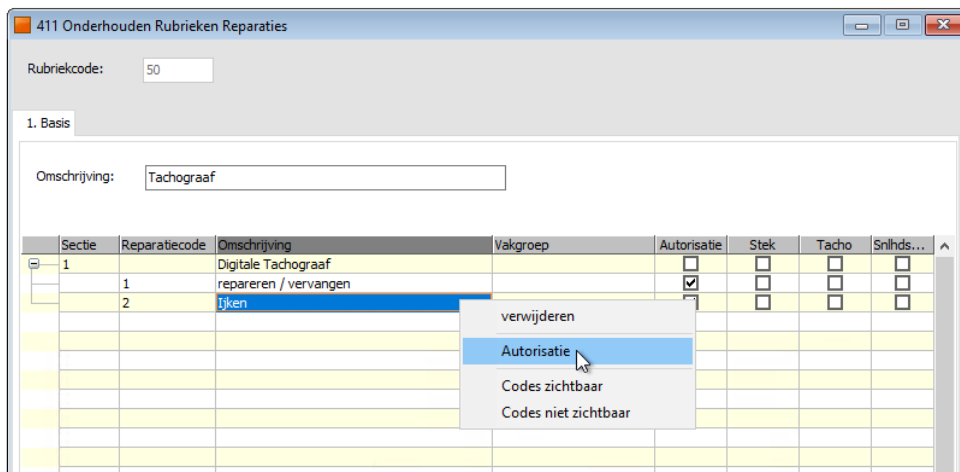 411 Onderhouden Rubrieken Reparaties
Rubriekcode: 50
1. Basis
Omschrijving: Tachograaf
Sectie Reparatiecode Omschrijving Vakgroep Autorisatie Stek Tacho Snlhds...
1 Digitale Tachograaf
1 repareren / vervangen
2 Ijken
verwijderen
Autorisatie
Codes zichtbaar
Codes niet zichtbaar